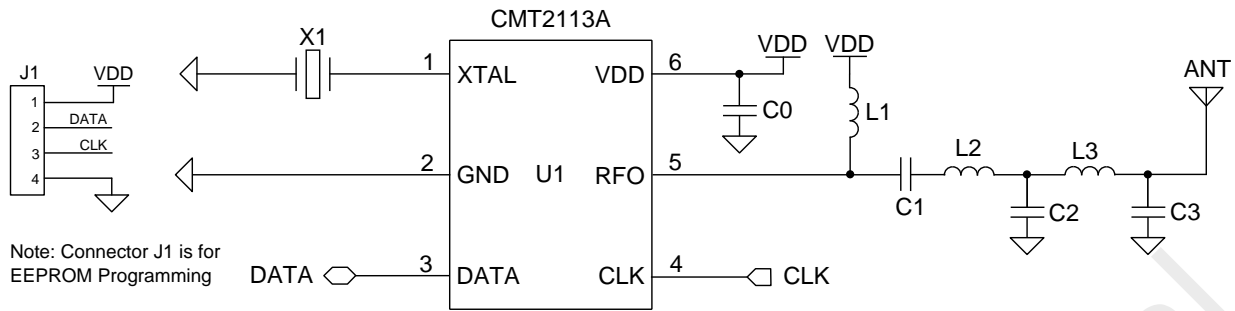 CMT2113A
X1
J1
VDD
1
2
DATA
3
CLK
4
1
XTAL
VDD
6
VDD
C0
VDD
L1
ANT
2
GND
U1
RFO
5
C1
L2
C2
L3
C3
Note: Connector J1 is for
EEPROM Programming
DATA
3
DATA
CLK
4
CLK